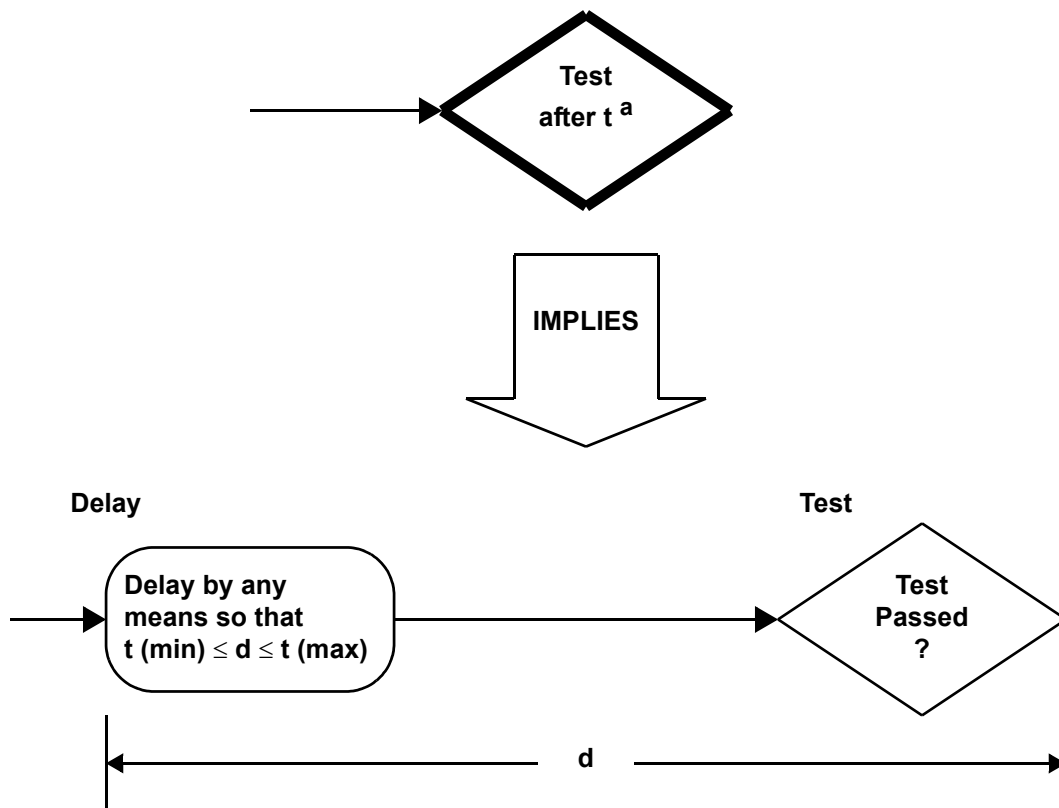 Test
after t a
IMPLIES
Delay
Test
Delay by any
means so that
t (min) ≤ d ≤ t (max)
Test
Passed
?
d